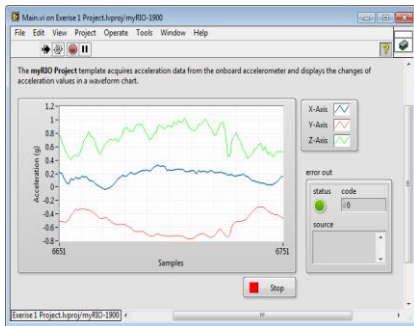 Main.vi on Exerise 1 Project.lvproj/myRIO-1900
File Edit View Project Operate Tools Window Help
The myRIO Project template acquires acceleration data from the onboard accelerometer and displays the changes of
acceleration values in a waveform chart.
1.2
1
0.8
0.6
0.4
0.2
0
-0.2
-0.4
-0.6
-0.8
Acceleration (g)
6651
6751
Samples
X-Axis
Y-Axis
Z-Axis
error out
status code
0
source
Stop
Exerise 1 Project.lvproj/myRIO-1900